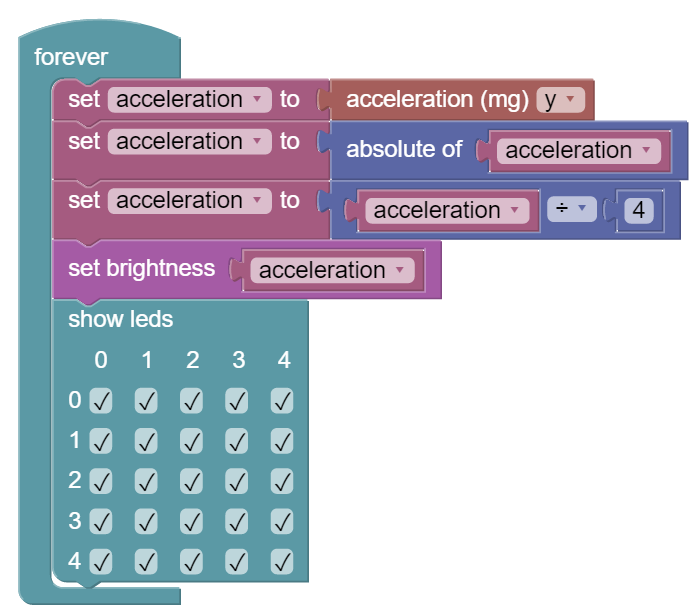 forever
set acceleration to acceleration (mg) y
set acceleration to absolute of acceleration
set acceleration to acceleration ÷ 4
set brightness acceleration
show leds
0 1 2 3 4
0 ✓ ✓ ✓ ✓ ✓
1 ✓ ✓ ✓ ✓ ✓
2 ✓ ✓ ✓ ✓ ✓
3 ✓ ✓ ✓ ✓ ✓
4 ✓ ✓ ✓ ✓ ✓